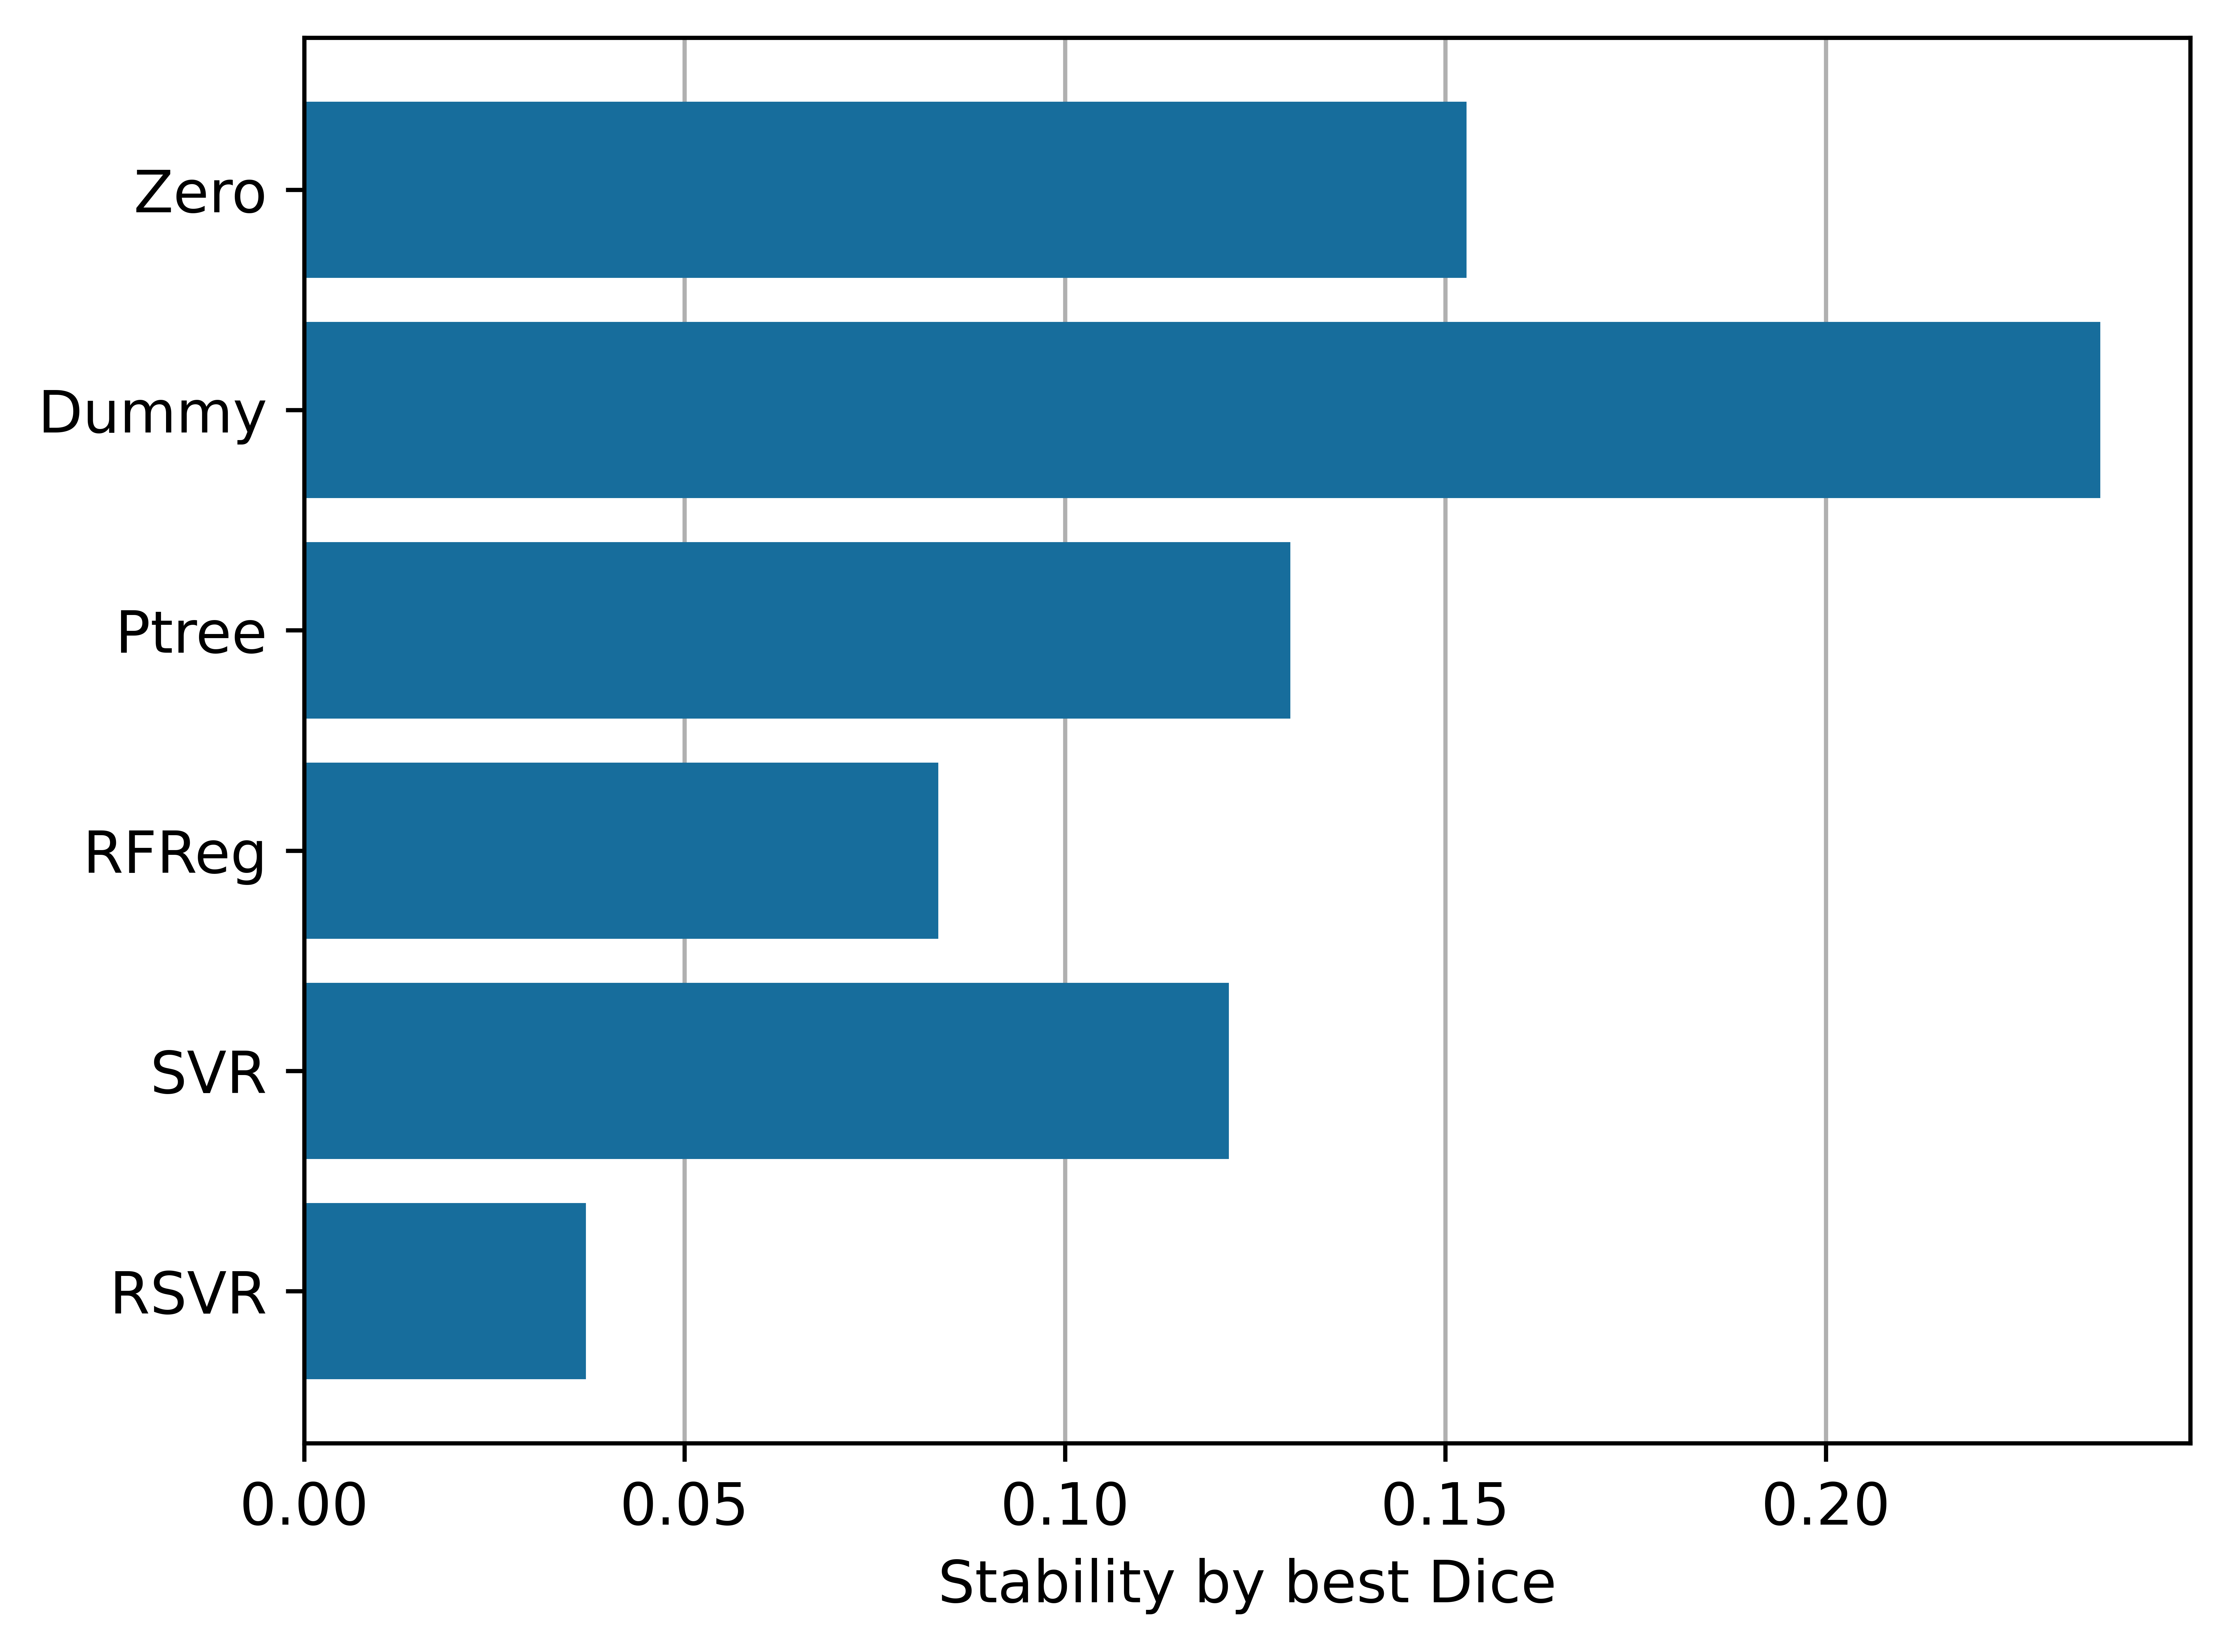 Zero
Dummy
Ptree
RFReg
SVR
RSVR
0.00 0.05 0.10 0.15 0.20
Stability by best Dice